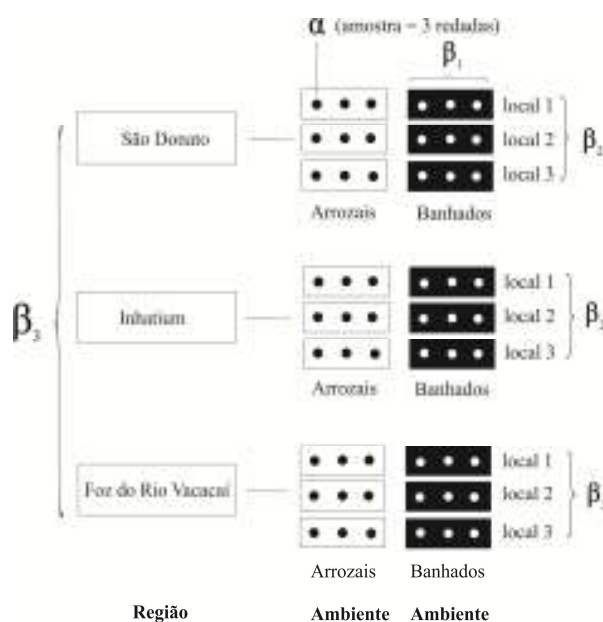 α (amostra = 3 redadas)
β1
São Donato
local 1
local 2
local 3
β2
Arrozais Banhados
β3
Inhatium
local 1
local 2
local 3
β2
Arrozais Banhados
Foz do Rio Vacacaí
local 1
local 2
local 3
β2
Arrozais Banhados
Região Ambiente Ambiente